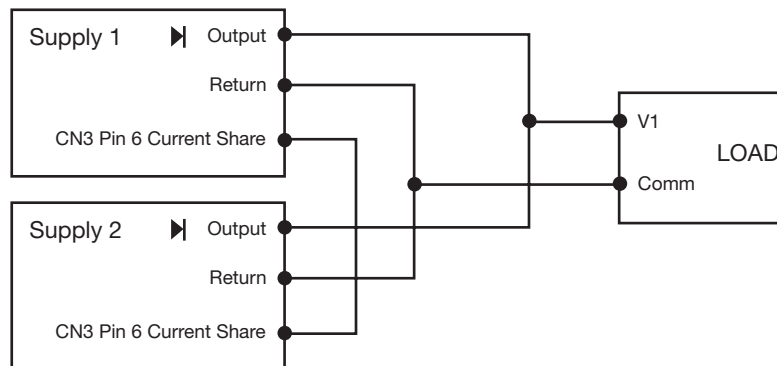 Supply 1 Output
Return
CN3 Pin 6 Current Share
V1
LOAD
Comm
Supply 2 Output
Return
CN3 Pin 6 Current Share